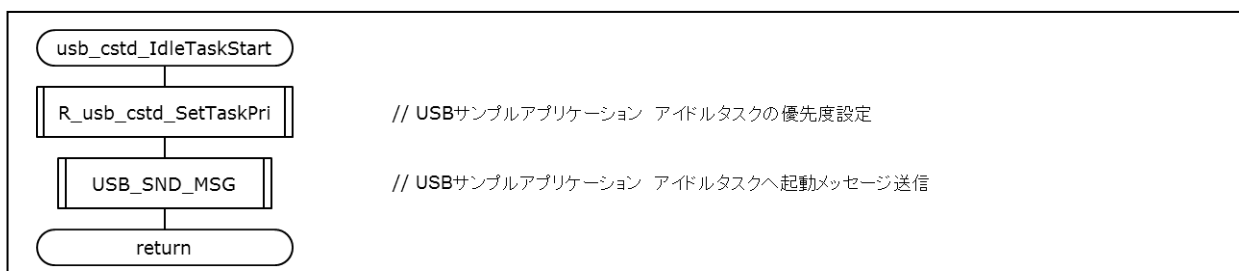 usb_cstd_IdleTaskStart
R_usb_cstd_SetTaskPri // USBサンプルアプリケーション アイドルタスクの優先度設定
USB_SND_MSG // USBサンプルアプリケーション アイドルタスクへ起動メッセージ送信
return